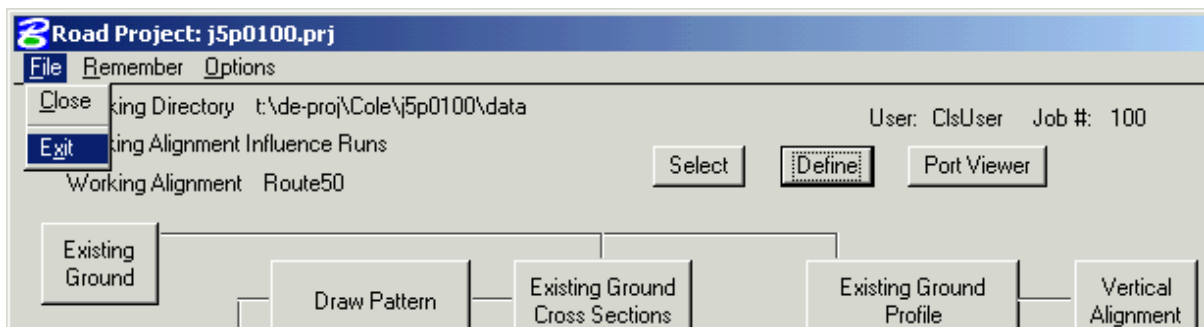 Road Project: j5p0100.prj
File Remember Options
Close
king Directory t:\de-proj\Cole\j5p0100\data
User: ClsUser Job #: 100
Exit
king Alignment Influence Runs
Select Define Port Viewer
Working Alignment Route50
Existing
Ground
Draw Pattern
Existing Ground
Cross Sections
Existing Ground
Profile
Vertical
Alignment